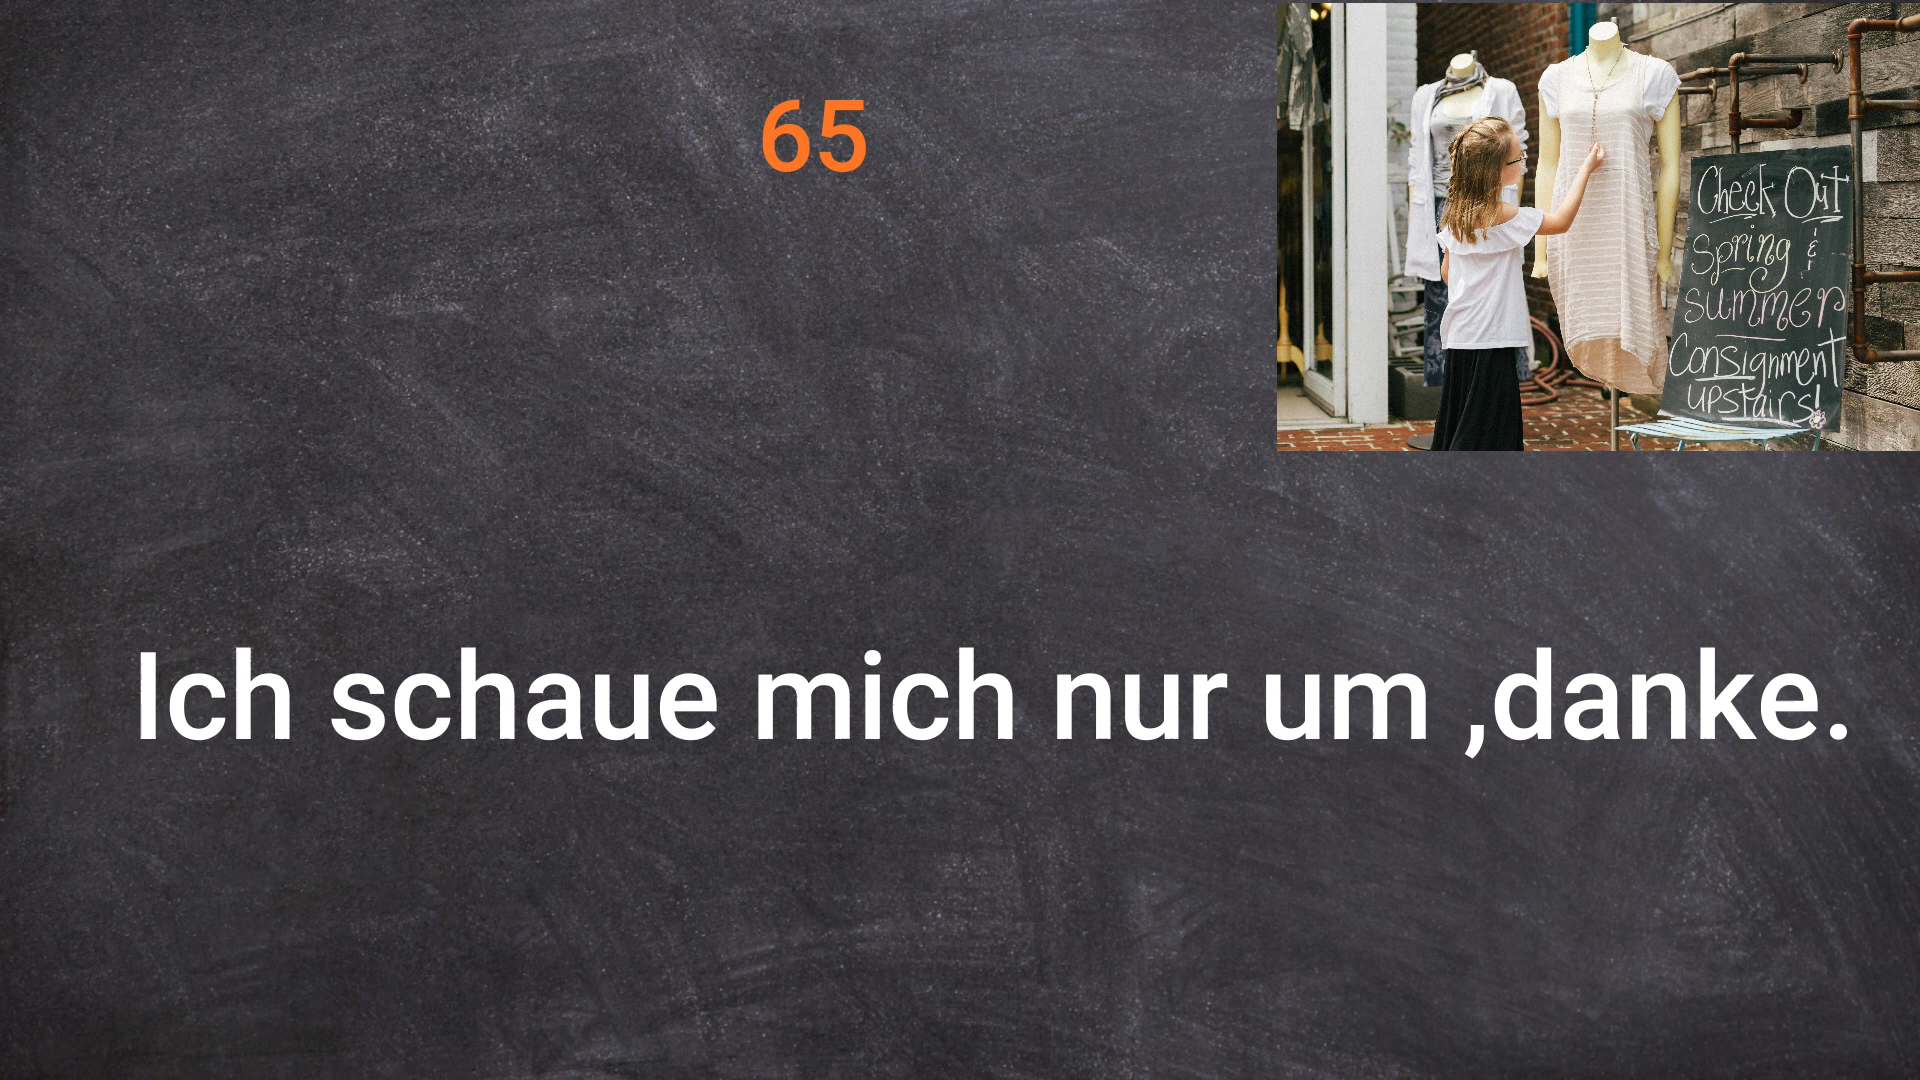 65
Check Out
Spring &
summer
Consignment
upstairs!
Ich schaue mich nur um ,danke.